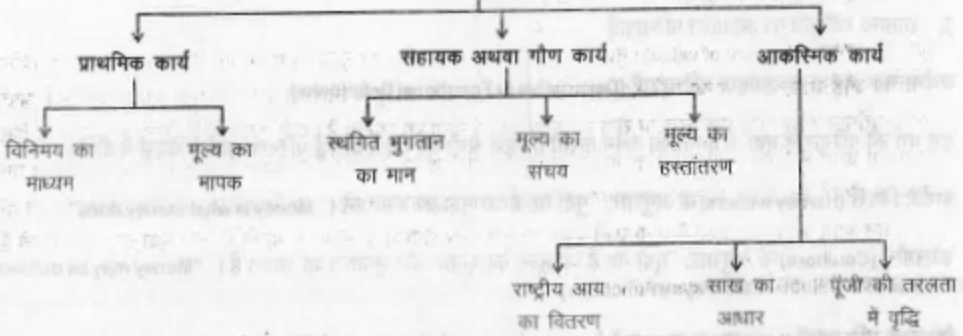 प्राथमिक कार्य
सहायक अथवा गौण कार्य
आकस्मिक कार्य
विनिमय का
माध्यम
मूल्य का
मापक
स्थगित भुगतान
का मान
मूल्य का
संचय
मूल्य का
हस्तांतरण
राष्ट्रीय आय
का वितरण
साख का
आधार
पूंजी की तरलता
में वृद्धि